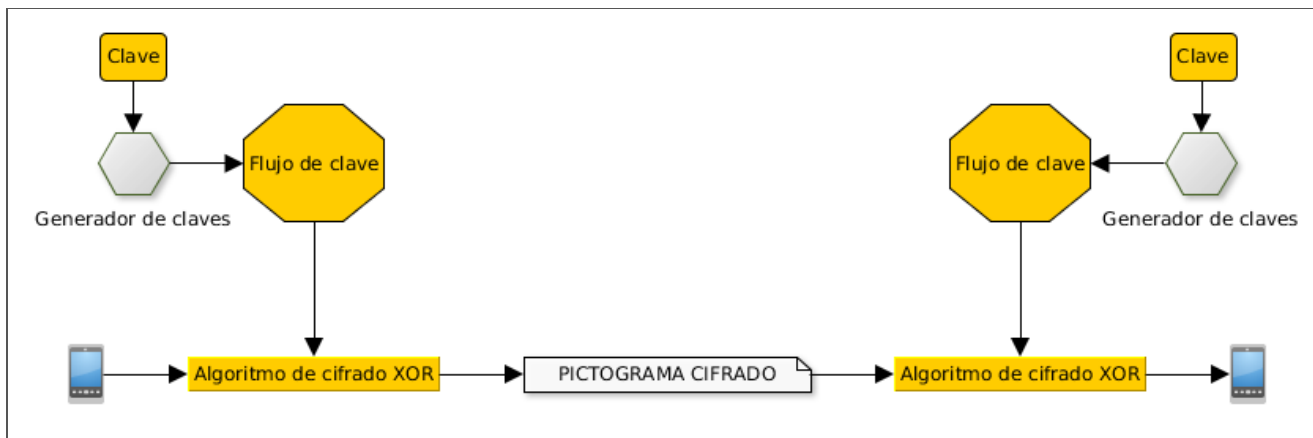 Clave
Clave
Flujo de clave
Flujo de clave
Generador de claves
Generador de claves
Algoritmo de cifrado XOR
PICTOGRAMA CIFRADO
Algoritmo de cifrado XOR